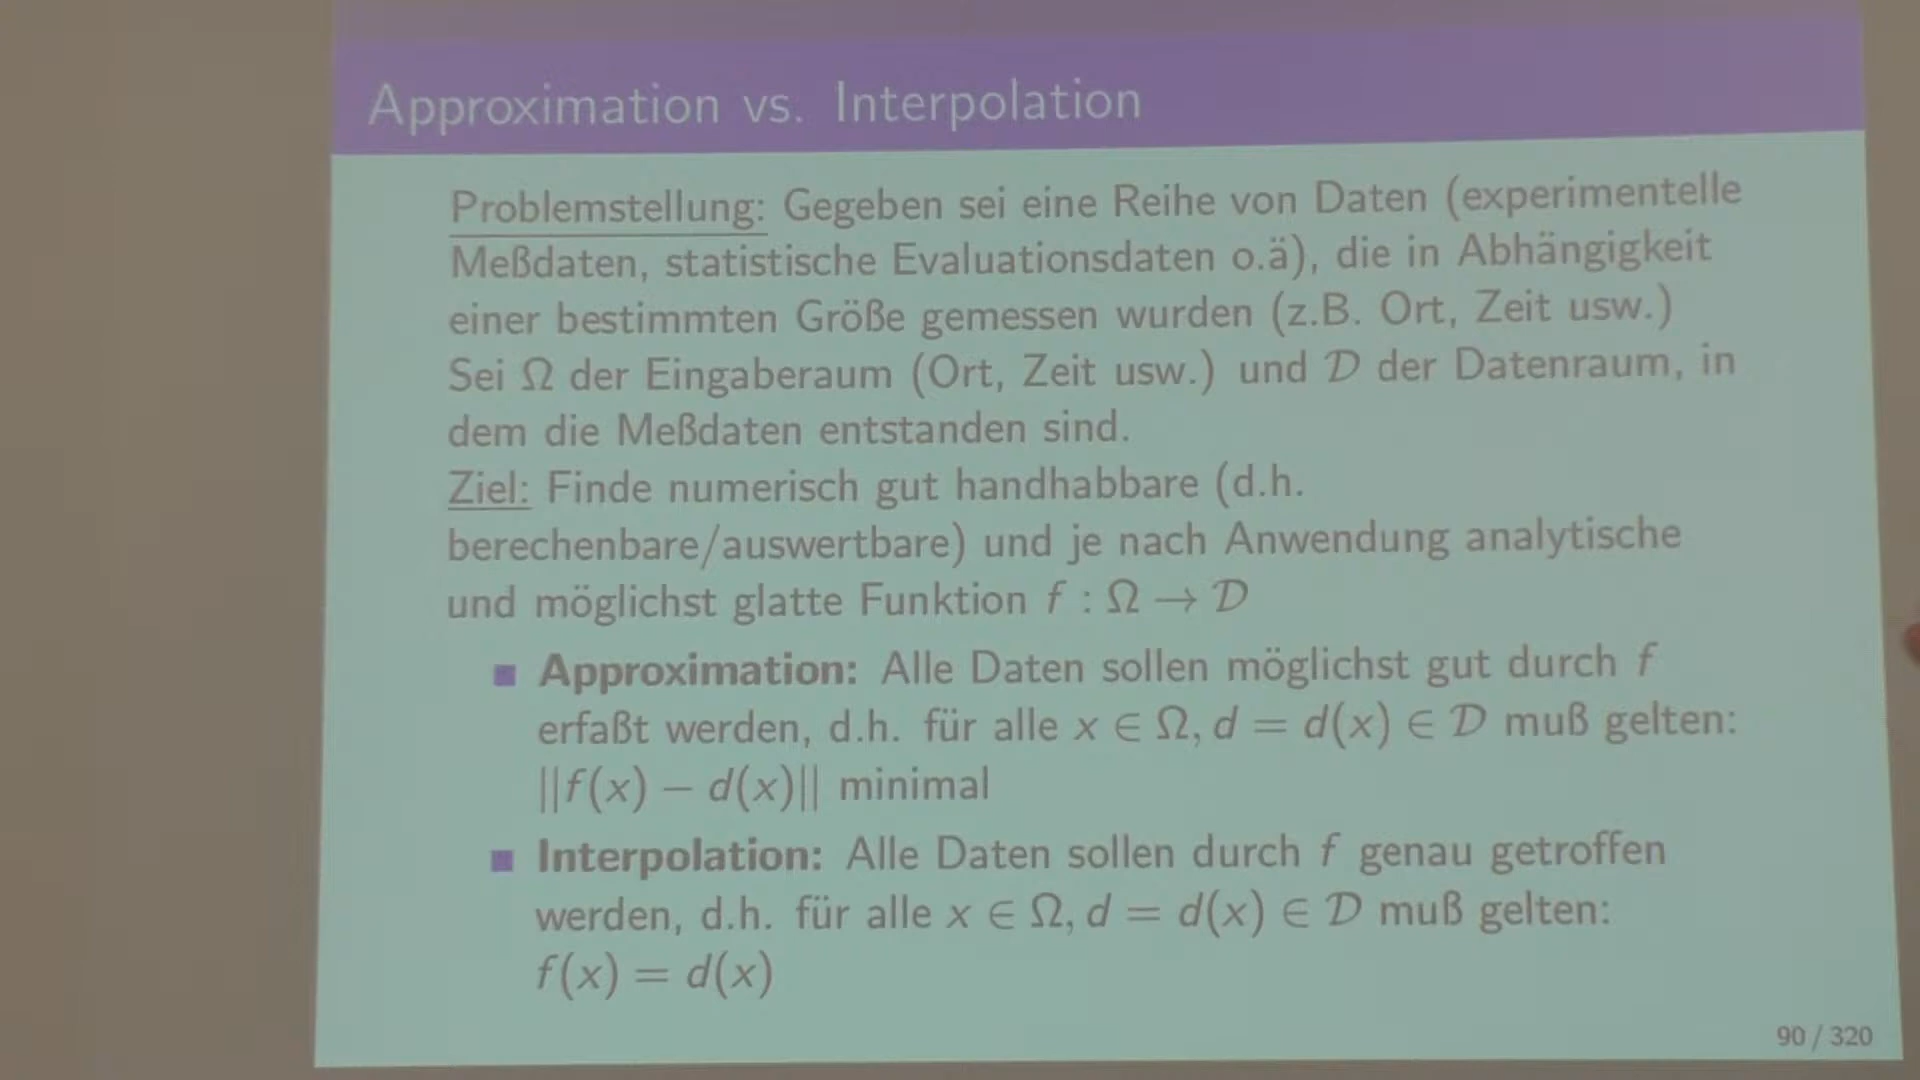 Approximation vs. Interpolation
Problemstellung: Gegeben sei eine Reihe von Daten (experimentelle
Meßdaten, statistische Evaluationsdaten o.ä), die in Abhängigkeit
einer bestimmten Größe gemessen wurden (z.B. Ort, Zeit usw.)
Sei Ω der Eingaberaum (Ort, Zeit usw.) und 𝒟 der Datenraum, in
dem die Meßdaten entstanden sind.
Ziel: Finde numerisch gut handhabbare (d.h.
berechenbare/auswertbare) und je nach Anwendung analytische
und möglichst glatte Funktion f : Ω → 𝒟
■ Approximation: Alle Daten sollen möglichst gut durch f
erfaßt werden, d.h. für alle x ∈ Ω, d = d(x) ∈ 𝒟 muß gelten:
||f(x) − d(x)|| minimal
■ Interpolation: Alle Daten sollen durch f genau getroffen
werden, d.h. für alle x ∈ Ω, d = d(x) ∈ 𝒟 muß gelten:
f(x) = d(x)
90 / 320